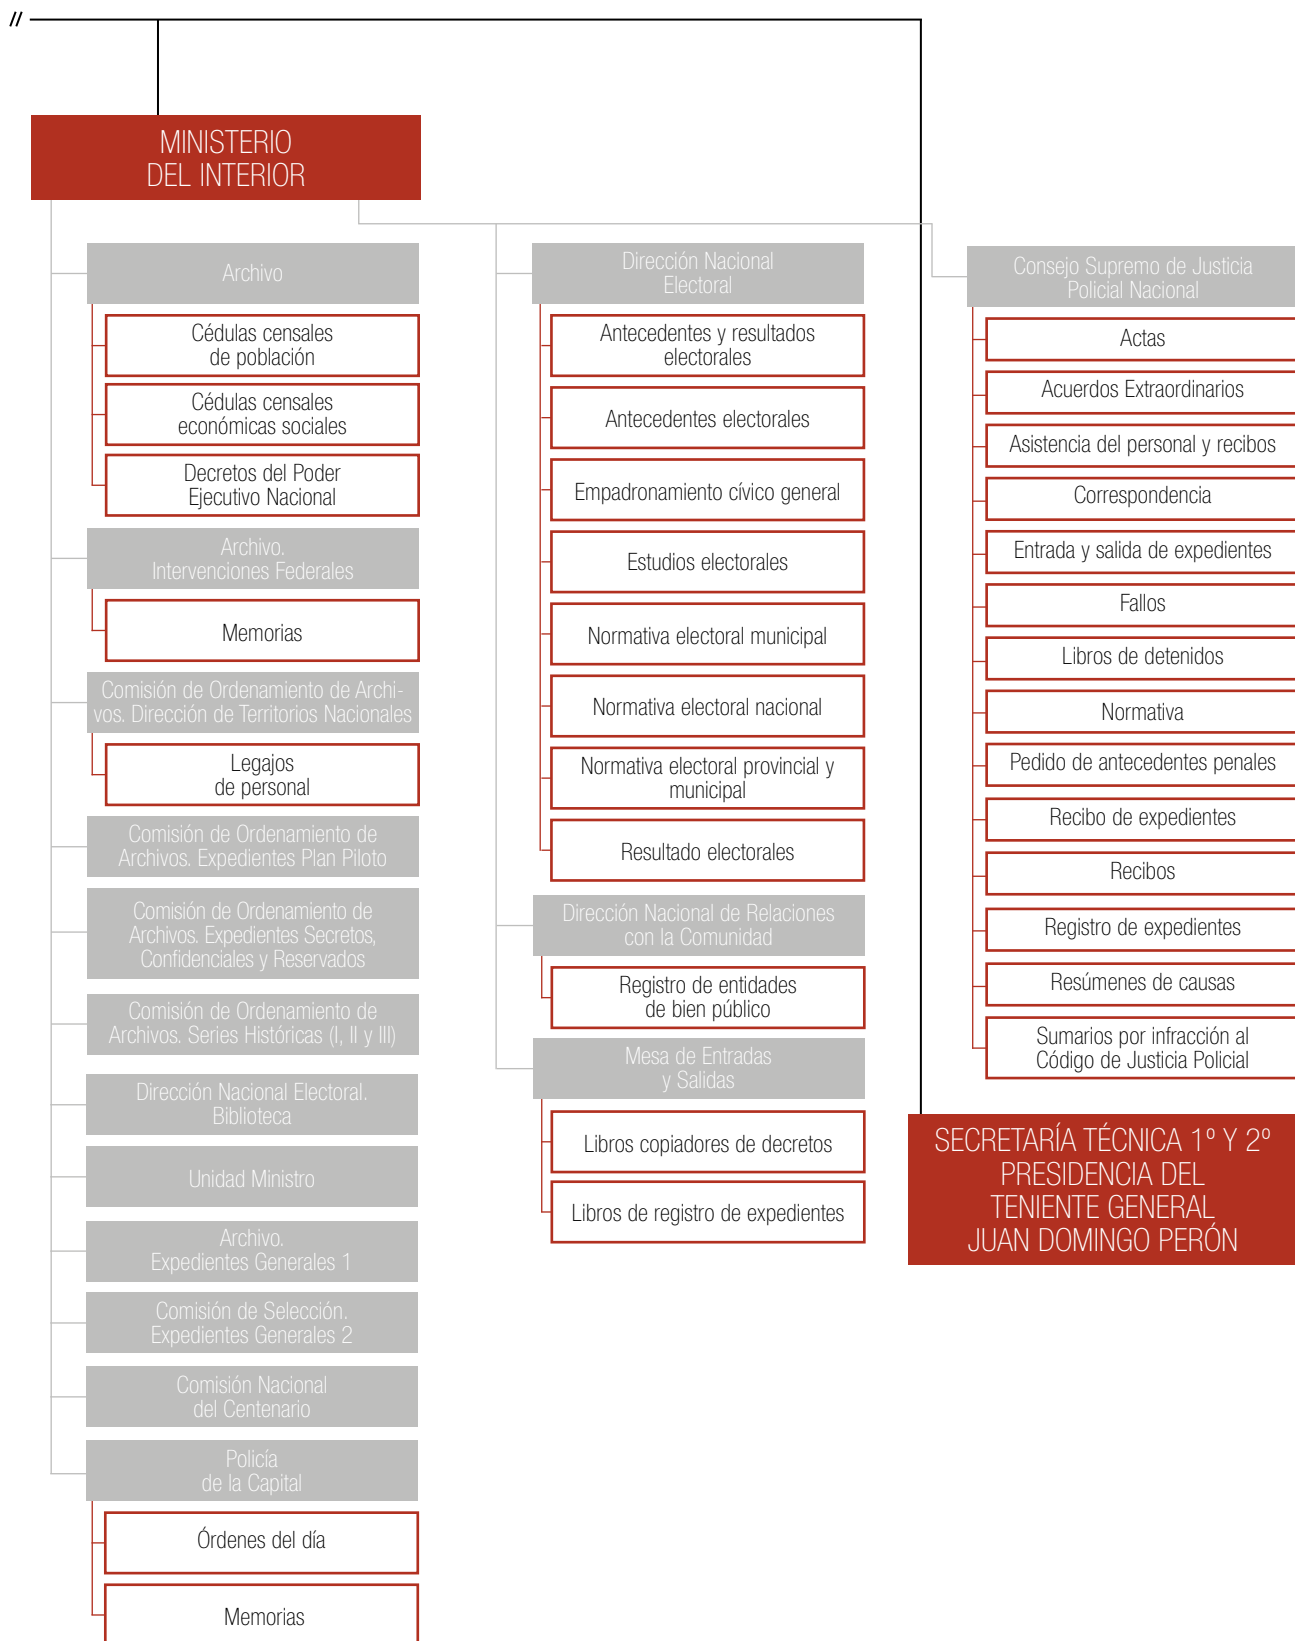 //
MINISTERIO
DEL INTERIOR
Archivo
Cédulas censales
de población
Cédulas censales
económicas sociales
Decretos del Poder
Ejecutivo Nacional
Archivo.
Intervenciones Federales
Memorias
Comisión de Ordenamiento de Archi-
vos. Dirección de Territorios Nacionales
Legajos
de personal
Comisión de Ordenamiento de
Archivos. Expedientes Plan Piloto
Comisión de Ordenamiento de
Archivos. Expedientes Secretos,
Confidenciales y Reservados
Comisión de Ordenamiento de
Archivos. Series Históricas (I, II y III)
Dirección Nacional Electoral.
Biblioteca
Unidad Ministro
Archivo.
Expedientes Generales 1
Comisión de Selección.
Expedientes Generales 2
Comisión Nacional
del Centenario
Policía
de la Capital
Órdenes del día
Memorias
Dirección Nacional
Electoral
Antecedentes y resultados
electorales
Antecedentes electorales
Empadronamiento cívico general
Estudios electorales
Normativa electoral municipal
Normativa electoral nacional
Normativa electoral provincial y
municipal
Resultado electorales
Dirección Nacional de Relaciones
con la Comunidad
Registro de entidades
de bien público
Mesa de Entradas
y Salidas
Libros copiadores de decretos
Libros de registro de expedientes
Consejo Supremo de Justicia
Policial Nacional
Actas
Acuerdos Extraordinarios
Asistencia del personal y recibos
Correspondencia
Entrada y salida de expedientes
Fallos
Libros de detenidos
Normativa
Pedido de antecedentes penales
Recibo de expedientes
Recibos
Registro de expedientes
Resúmenes de causas
Sumarios por infracción al
Código de Justicia Policial
SECRETARÍA TÉCNICA 1º Y 2º
PRESIDENCIA DEL
TENIENTE GENERAL
JUAN DOMINGO PERÓN